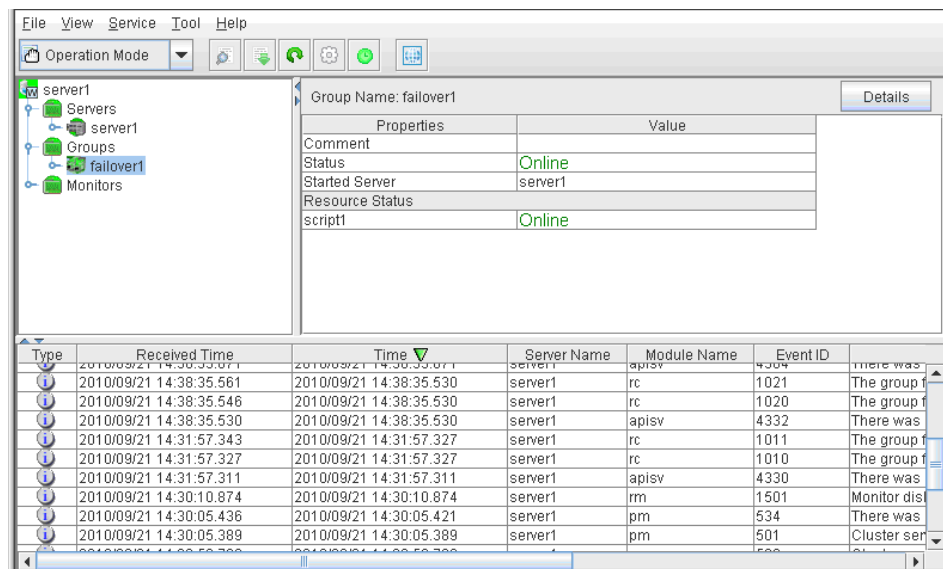 File View Service Tool Help
Operation Mode
server1
Servers
server1
Groups
failover1
Monitors
Group Name: failover1 Details
Properties Value
Comment
Status Online
Started Server server1
Resource Status
script1 Online
Type Received Time Time Server Name Module Name Event ID
2010/09/21 14:38:35.561 2010/09/21 14:38:35.530 server1 rc 1021 The group f
2010/09/21 14:38:35.546 2010/09/21 14:38:35.530 server1 rc 1020 The group f
2010/09/21 14:38:35.530 2010/09/21 14:38:35.530 server1 apisv 4332 There was
2010/09/21 14:31:57.343 2010/09/21 14:31:57.327 server1 rc 1011 The group f
2010/09/21 14:31:57.327 2010/09/21 14:31:57.327 server1 rc 1010 The group f
2010/09/21 14:31:57.311 2010/09/21 14:31:57.311 server1 apisv 4330 There was
2010/09/21 14:30:10.874 2010/09/21 14:30:10.874 server1 rm 1501 Monitor disk
2010/09/21 14:30:05.436 2010/09/21 14:30:05.421 server1 pm 534 There was
2010/09/21 14:30:05.389 2010/09/21 14:30:05.389 server1 pm 501 Cluster ser